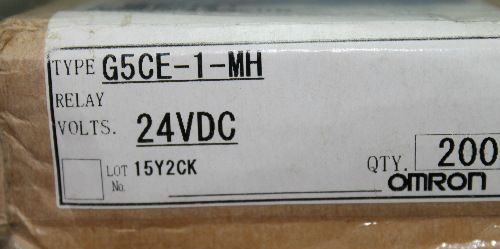 TYPE G5CE-1-MH
RELAY
VOLTS. 24VDC
LOT No. 15Y2CK
QTY. 200
OMRON